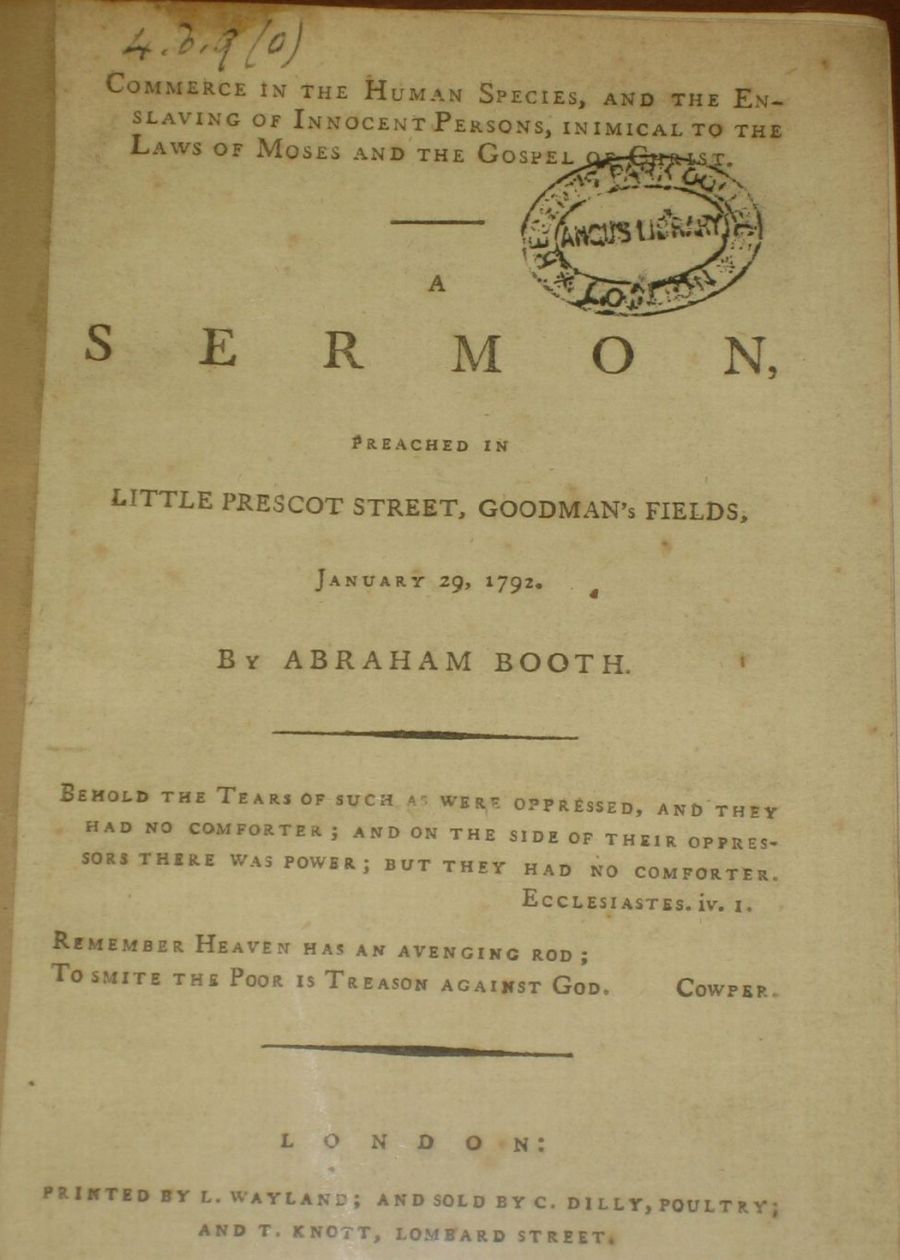 4.b.9(o)
COMMERCE IN THE HUMAN SPECIES, AND THE EN-
SLAVING OF INNOCENT PERSONS, INIMICAL TO THE
LAWS OF MOSES AND THE GOSPEL OF CHRIST.
REGENT'S PARK COLLEGE
ANGUS LIBRARY
LONDON
A
SERMON,
PREACHED IN
LITTLE PRESCOT STREET, GOODMAN's FIELDS,
JANUARY 29, 1792.
BY ABRAHAM BOOTH.
BEHOLD THE TEARS OF SUCH AS WERE OPPRESSED, AND THEY
HAD NO COMFORTER; AND ON THE SIDE OF THEIR OPPRES-
SORS THERE WAS POWER; BUT THEY HAD NO COMFORTER.
ECCLESIASTES. iv. 1.
REMEMBER HEAVEN HAS AN AVENGING ROD;
TO SMITE THE POOR IS TREASON AGAINST GOD. COWPER.
LONDON:
PRINTED BY L. WAYLAND; AND SOLD BY C. DILLY, POULTRY;
AND T. KNOTT, LOMBARD STREET.